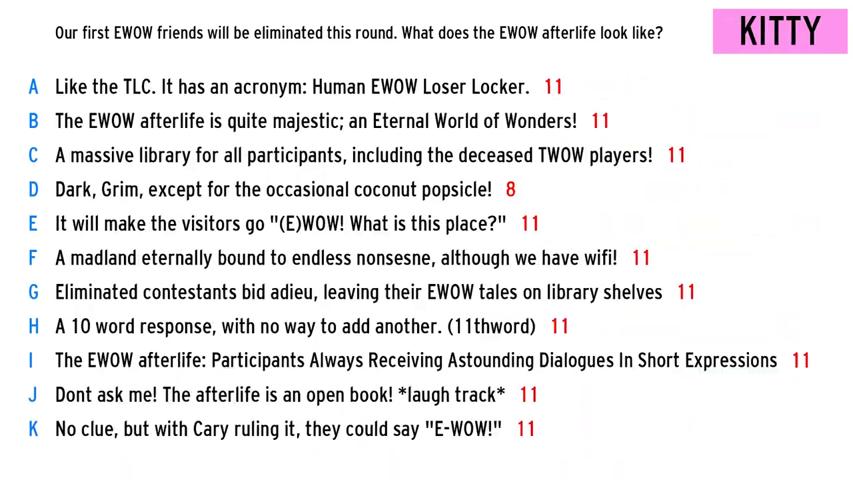 Our first EWOW friends will be eliminated this round. What does the EWOW afterlife look like?
KITTY
A Like the TLC. It has an acronym: Human EWOW Loser Locker. 11
B The EWOW afterlife is quite majestic; an Eternal World of Wonders! 11
C A massive library for all participants, including the deceased TWOW players! 11
D Dark, Grim, except for the occasional coconut popsicle! 8
E It will make the visitors go "(E)WOW! What is this place?" 11
F A madland eternally bound to endless nonsesne, although we have wifi! 11
G Eliminated contestants bid adieu, leaving their EWOW tales on library shelves 11
H A 10 word response, with no way to add another. (11thword) 11
I The EWOW afterlife: Participants Always Receiving Astounding Dialogues In Short Expressions 11
J Dont ask me! The afterlife is an open book! *laugh track* 11
K No clue, but with Cary ruling it, they could say "E-WOW!" 11